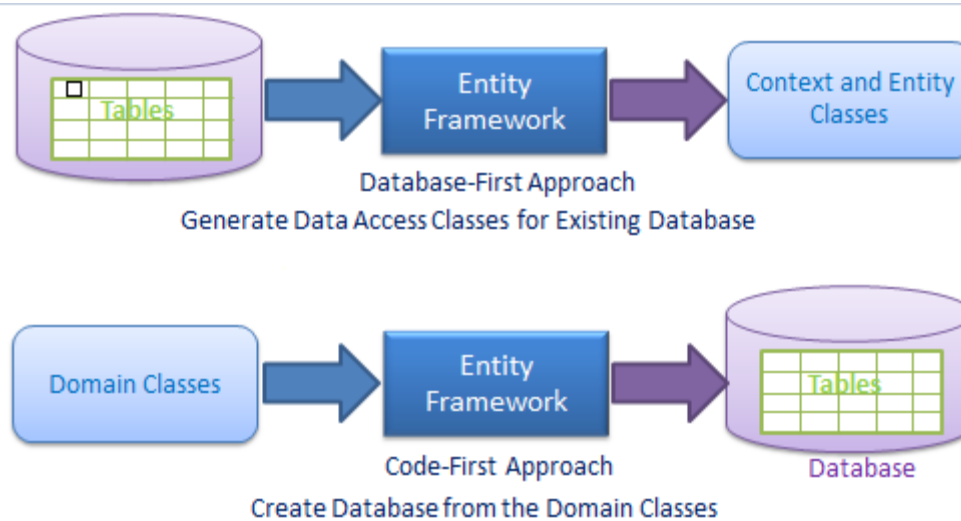 Tables
Entity
Framework
Context and Entity
Classes
Database-First Approach
Generate Data Access Classes for Existing Database
Domain Classes
Entity
Framework
Tables
Code-First Approach
Database
Create Database from the Domain Classes